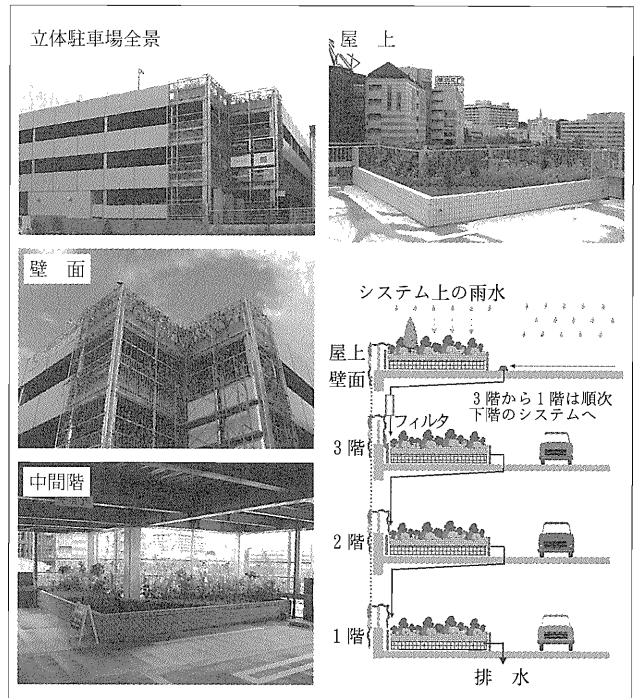 立体駐車場全景
屋上
壁面
中間階
システム上の雨水
屋上
壁面
3階から1階は順次
下階のシステムへ
フィルタ
3階
2階
1階
排水